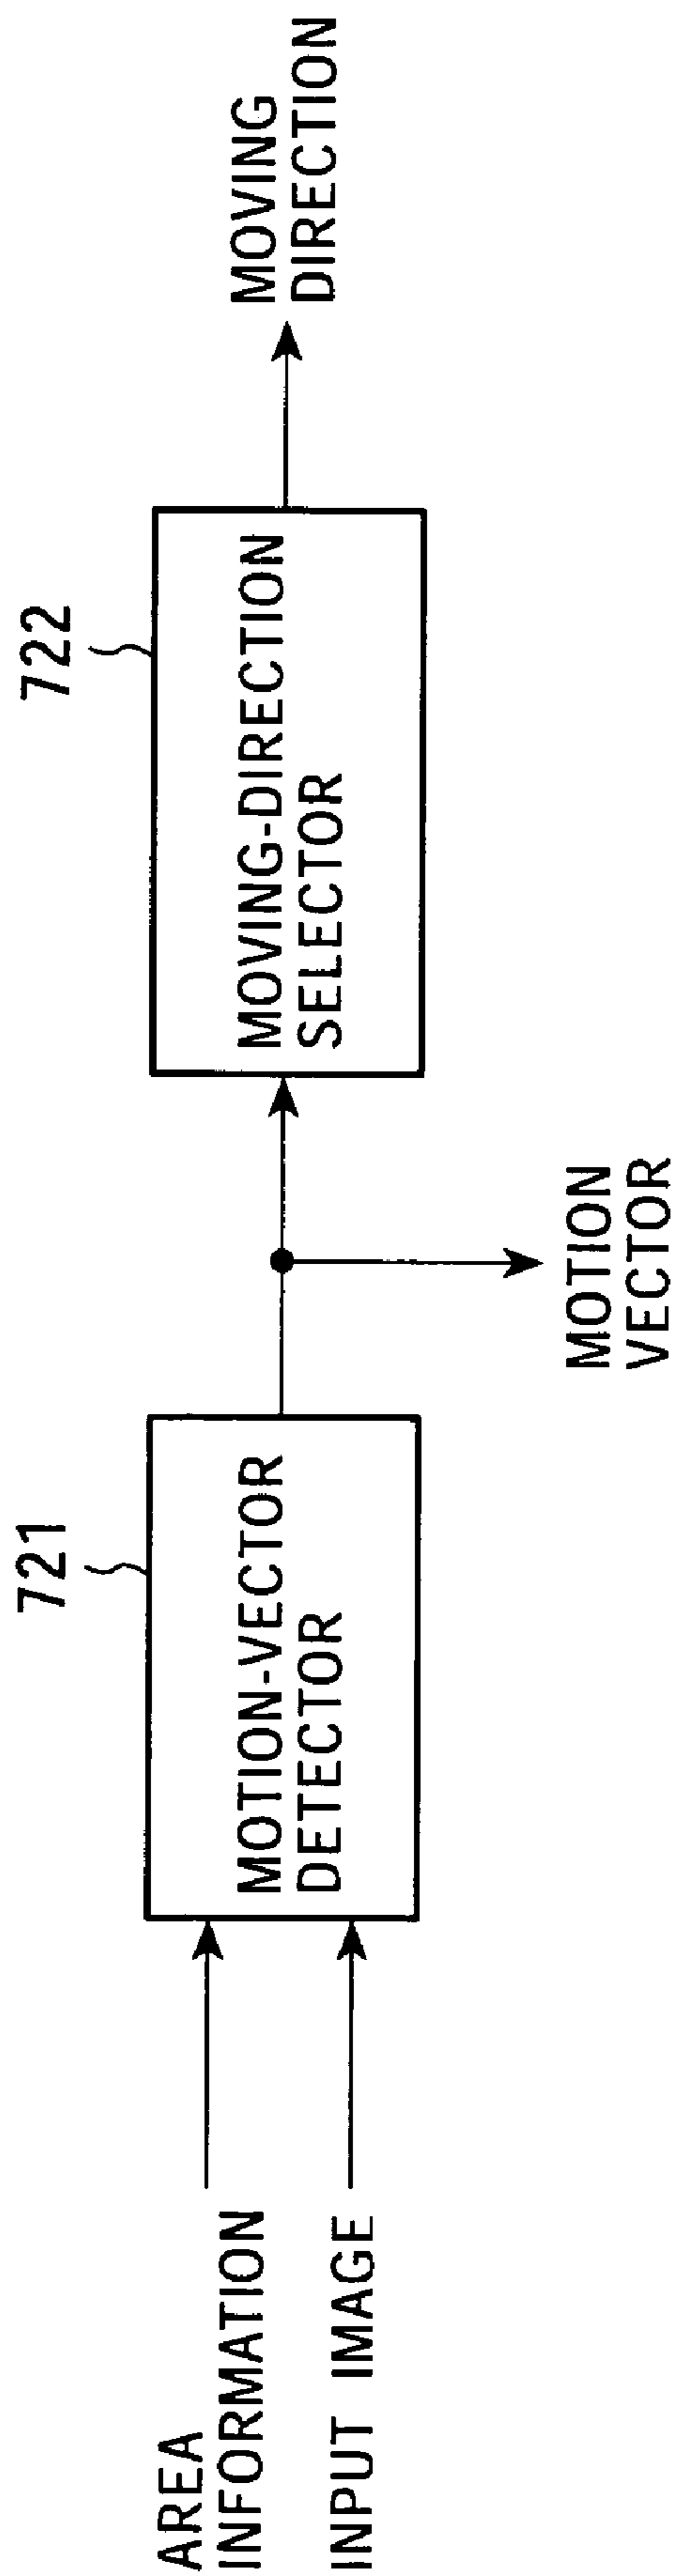 AREA
INFORMATION
INPUT IMAGE
721
MOTION-VECTOR
DETECTOR
MOTION
VECTOR
722
MOVING-DIRECTION
SELECTOR
MOVING
DIRECTION